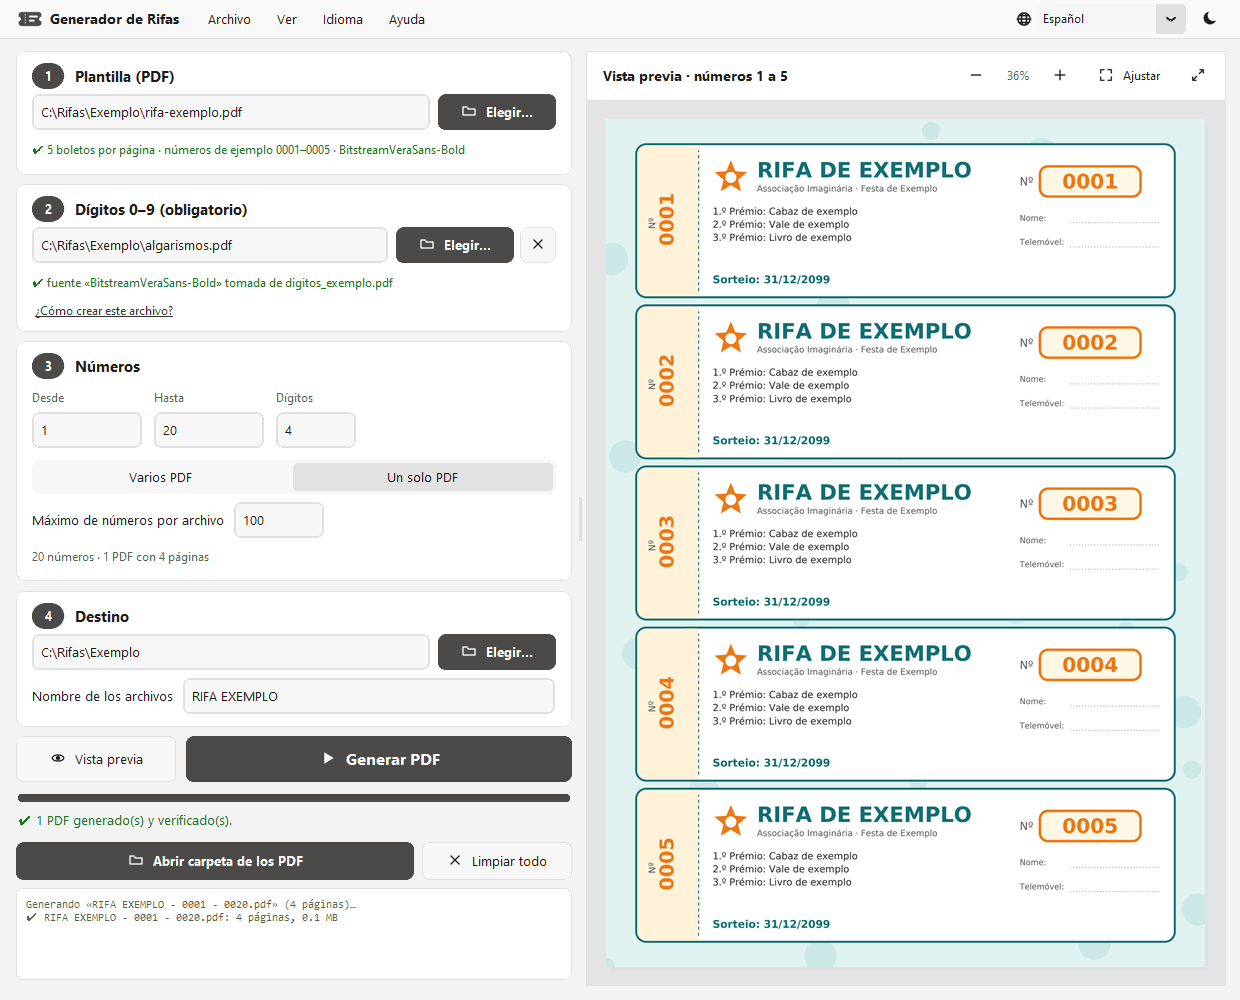 Generador de Rifas Archivo Ver Idioma Ayuda Español
1 Plantilla (PDF)
C:\Rifas\Exemplo\rifa-exemplo.pdf Elegir...
✔ 5 boletos por página · números de ejemplo 0001–0005 · BitstreamVeraSans-Bold
2 Dígitos 0–9 (obligatorio)
C:\Rifas\Exemplo\algarismos.pdf Elegir...
✔ fuente «BitstreamVeraSans-Bold» tomada de digitos_exemplo.pdf
¿Cómo crear este archivo?
3 Números
Desde Hasta Dígitos
1 20 4
Varios PDF Un solo PDF
Máximo de números por archivo 100
20 números · 1 PDF con 4 páginas
4 Destino
C:\Rifas\Exemplo Elegir...
Nombre de los archivos RIFA EXEMPLO
Vista previa Generar PDF
✔ 1 PDF generado(s) y verificado(s).
Abrir carpeta de los PDF Limpiar todo
Generando «RIFA EXEMPLO - 0001 - 0020.pdf» (4 páginas)…
✔ RIFA EXEMPLO - 0001 - 0020.pdf: 4 páginas, 0.1 MB
Vista previa · números 1 a 5 36% Ajustar
Nº 0001
RIFA DE EXEMPLO
Associação Imaginária · Festa de Exemplo
1.º Prémio: Cabaz de exemplo
2.º Prémio: Vale de exemplo
3.º Prémio: Livro de exemplo
Sorteio: 31/12/2099
Nº 0001
Nome:
Telemóvel:
Nº 0002
RIFA DE EXEMPLO
Associação Imaginária · Festa de Exemplo
1.º Prémio: Cabaz de exemplo
2.º Prémio: Vale de exemplo
3.º Prémio: Livro de exemplo
Sorteio: 31/12/2099
Nº 0002
Nome:
Telemóvel:
Nº 0003
RIFA DE EXEMPLO
Associação Imaginária · Festa de Exemplo
1.º Prémio: Cabaz de exemplo
2.º Prémio: Vale de exemplo
3.º Prémio: Livro de exemplo
Sorteio: 31/12/2099
Nº 0003
Nome:
Telemóvel:
Nº 0004
RIFA DE EXEMPLO
Associação Imaginária · Festa de Exemplo
1.º Prémio: Cabaz de exemplo
2.º Prémio: Vale de exemplo
3.º Prémio: Livro de exemplo
Sorteio: 31/12/2099
Nº 0004
Nome:
Telemóvel:
Nº 0005
RIFA DE EXEMPLO
Associação Imaginária · Festa de Exemplo
1.º Prémio: Cabaz de exemplo
2.º Prémio: Vale de exemplo
3.º Prémio: Livro de exemplo
Sorteio: 31/12/2099
Nº 0005
Nome:
Telemóvel: